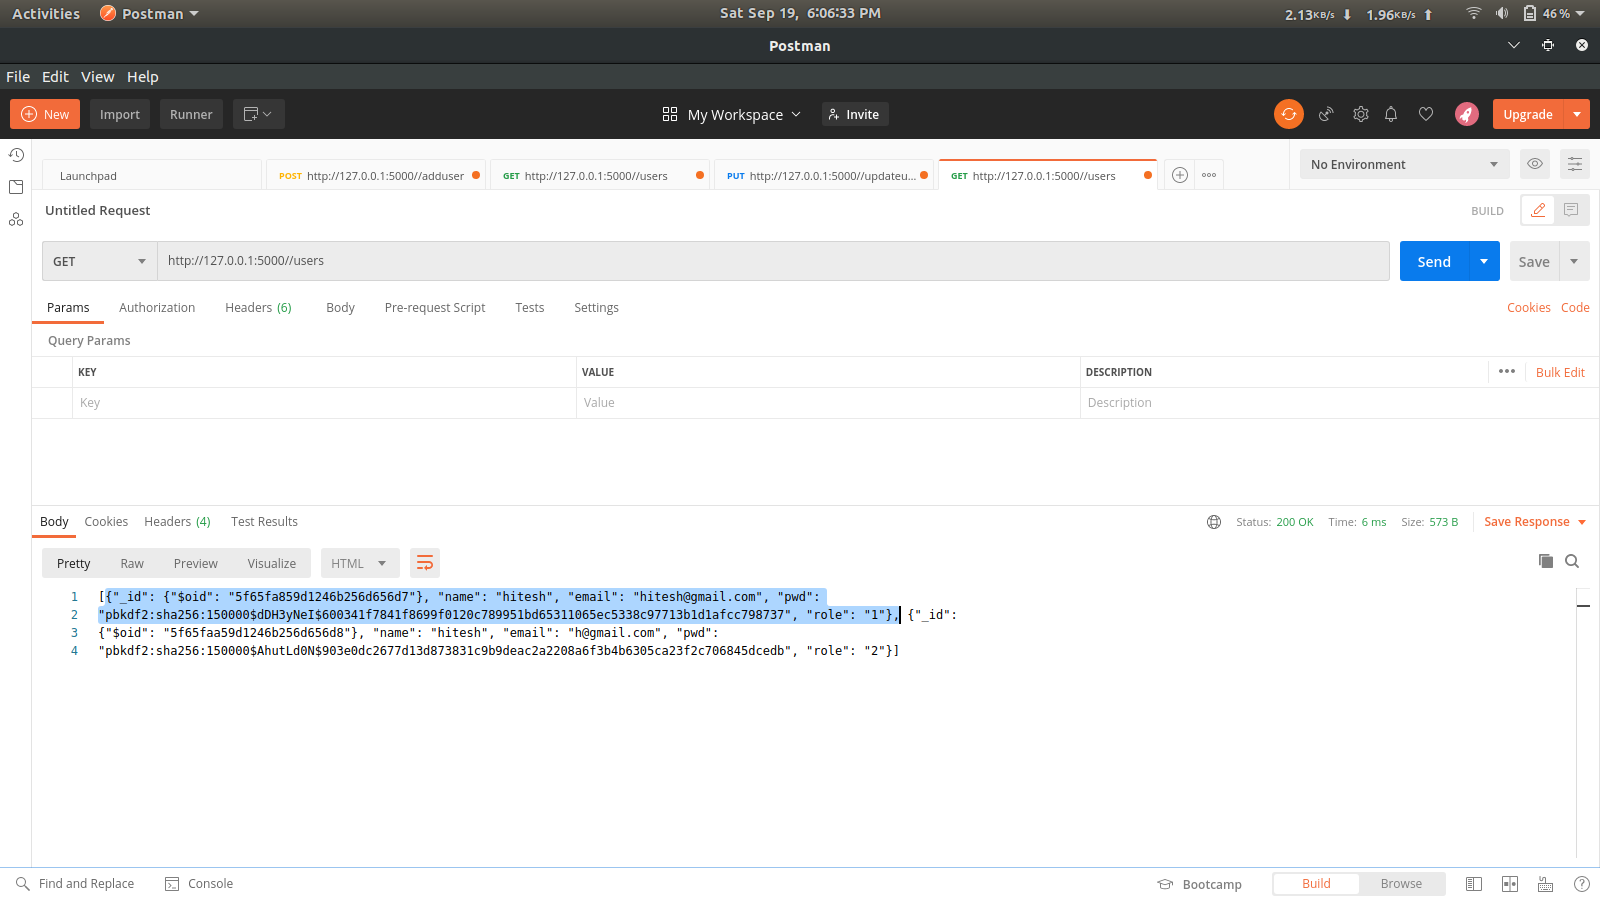 Activities Postman Sat Sep 19, 6:06:33 PM 2.13KB/s 1.96KB/s 46%
Postman
File Edit View Help
New Import Runner My Workspace Invite Upgrade
Launchpad POST http://127.0.0.1:5000//adduser GET http://127.0.0.1:5000//users PUT http://127.0.0.1:5000//updateu... GET http://127.0.0.1:5000//users No Environment
Untitled Request BUILD
GET http://127.0.0.1:5000//users Send Save
Params Authorization Headers (6) Body Pre-request Script Tests Settings Cookies Code
Query Params
KEY VALUE DESCRIPTION Bulk Edit
Key Value Description
Body Cookies Headers (4) Test Results Status: 200 OK Time: 6 ms Size: 573 B Save Response
Pretty Raw Preview Visualize HTML
1 [{"_id": {"$oid": "5f65fa859d1246b256d656d7"}, "name": "hitesh", "email": "hitesh@gmail.com", "pwd":
2 "pbkdf2:sha256:150000$dDH3yNeI$600341f7841f8699f0120c789951bd65311065ec5338c97713b1d1afcc798737", "role": "1"}, {"_id":
3 {"$oid": "5f65faa59d1246b256d656d8"}, "name": "hitesh", "email": "h@gmail.com", "pwd":
4 "pbkdf2:sha256:150000$AhutLd0N$903e0dc2677d13d873831c9b9deac2a2208a6f3b4b6305ca23f2c706845dcedb", "role": "2"}]
Find and Replace Console Bootcamp Build Browse